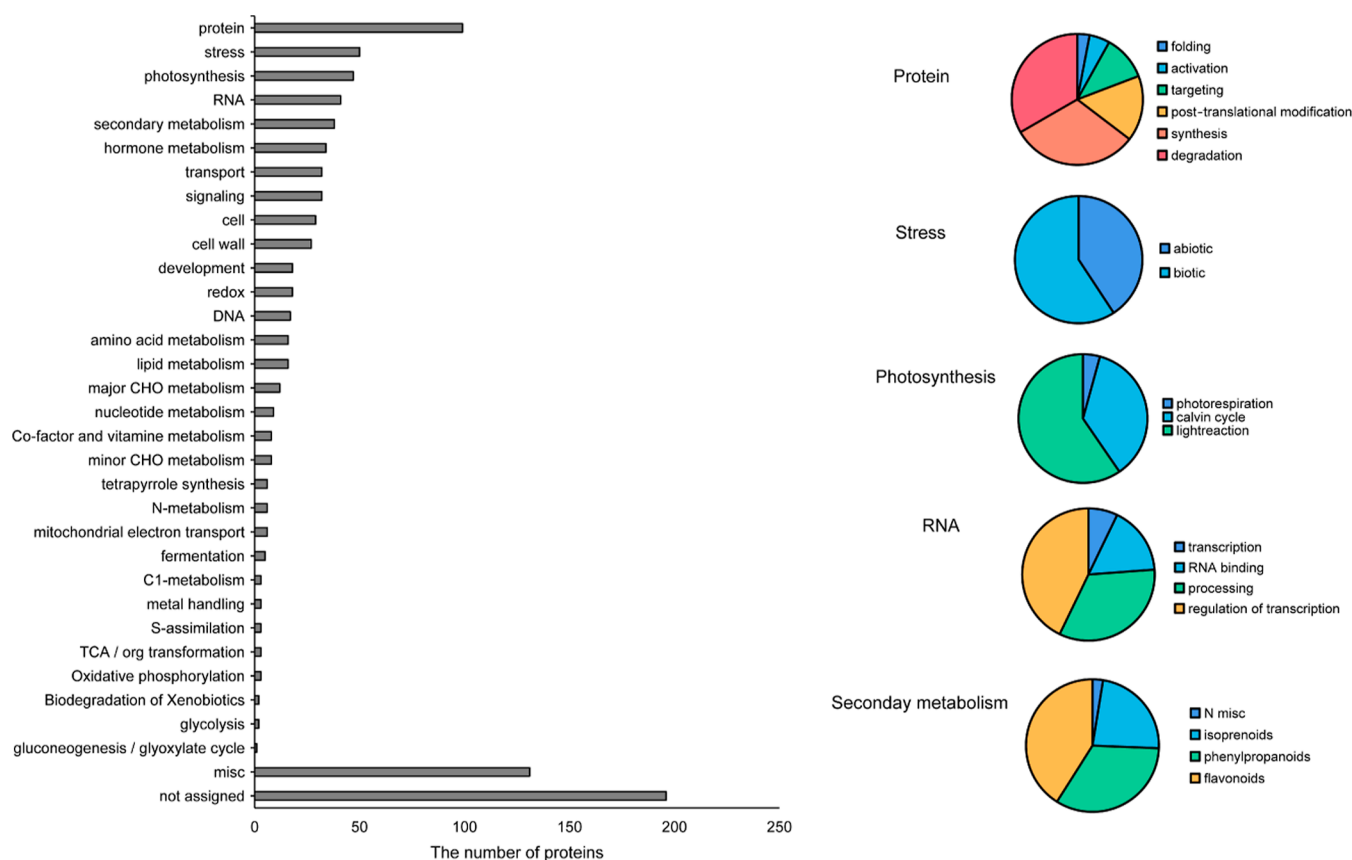 protein
stress
photosynthesis
RNA
secondary metabolism
hormone metabolism
transport
signaling
cell
cell wall
development
redox
DNA
amino acid metabolism
lipid metabolism
major CHO metabolism
nucleotide metabolism
Co-factor and vitamine metabolism
minor CHO metabolism
tetrapyrrole synthesis
N-metabolism
mitochondrial electron transport
fermentation
C1-metabolism
metal handling
S-assimilation
TCA / org transformation
Oxidative phosphorylation
Biodegradation of Xenobiotics
glycolysis
gluconeogenesis / glyoxylate cycle
misc
not assigned
0 50 100 150 200 250
The number of proteins
Protein
folding
activation
targeting
post-translational modification
synthesis
degradation
Stress
abiotic
biotic
Photosynthesis
photorespiration
calvin cycle
lightreaction
RNA
transcription
RNA binding
processing
regulation of transcription
Seconday metabolism
N misc
isoprenoids
phenylpropanoids
flavonoids